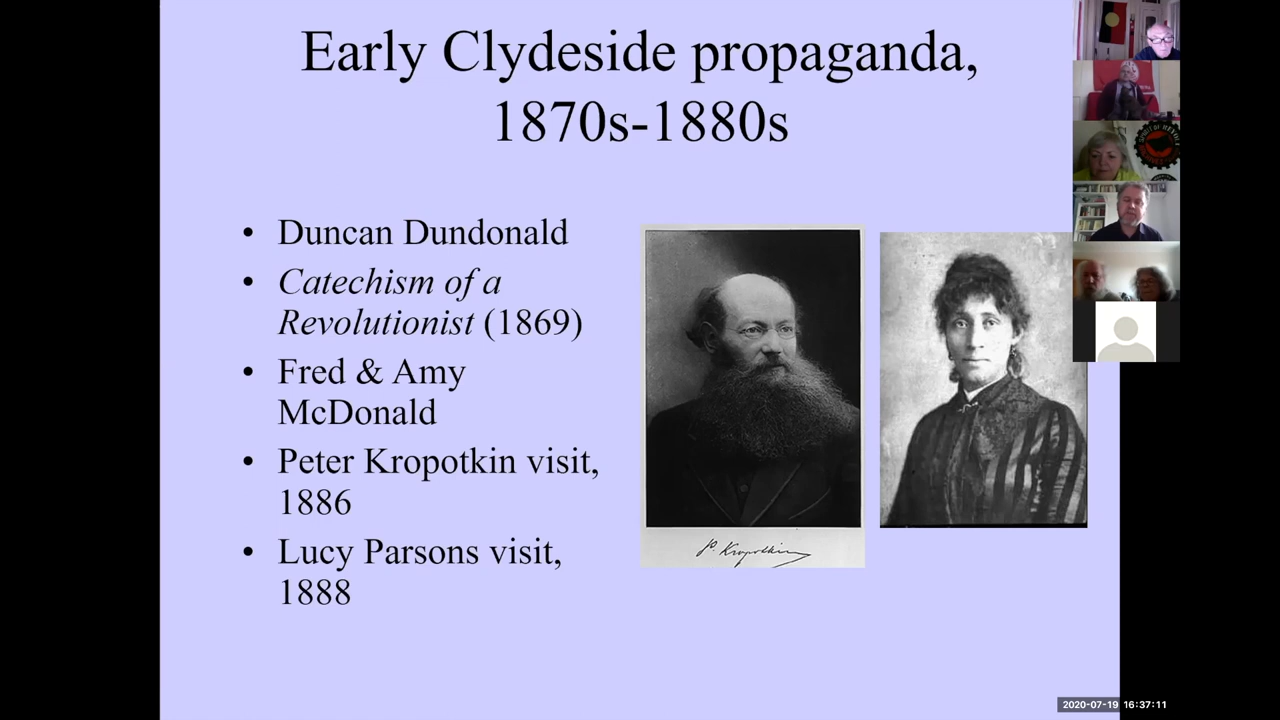 Early Clydeside propaganda,
1870s-1880s
• Duncan Dundonald
• Catechism of a
Revolutionist (1869)
• Fred & Amy
McDonald
• Peter Kropotkin visit,
1886
• Lucy Parsons visit,
1888
P. Kropotkin
2020-07-19 16:37:11